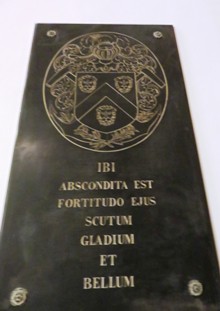 IBI
ABSCONDITA EST
FORTITUDO EJUS
SCUTUM
GLADIUM
ET
BELLUM